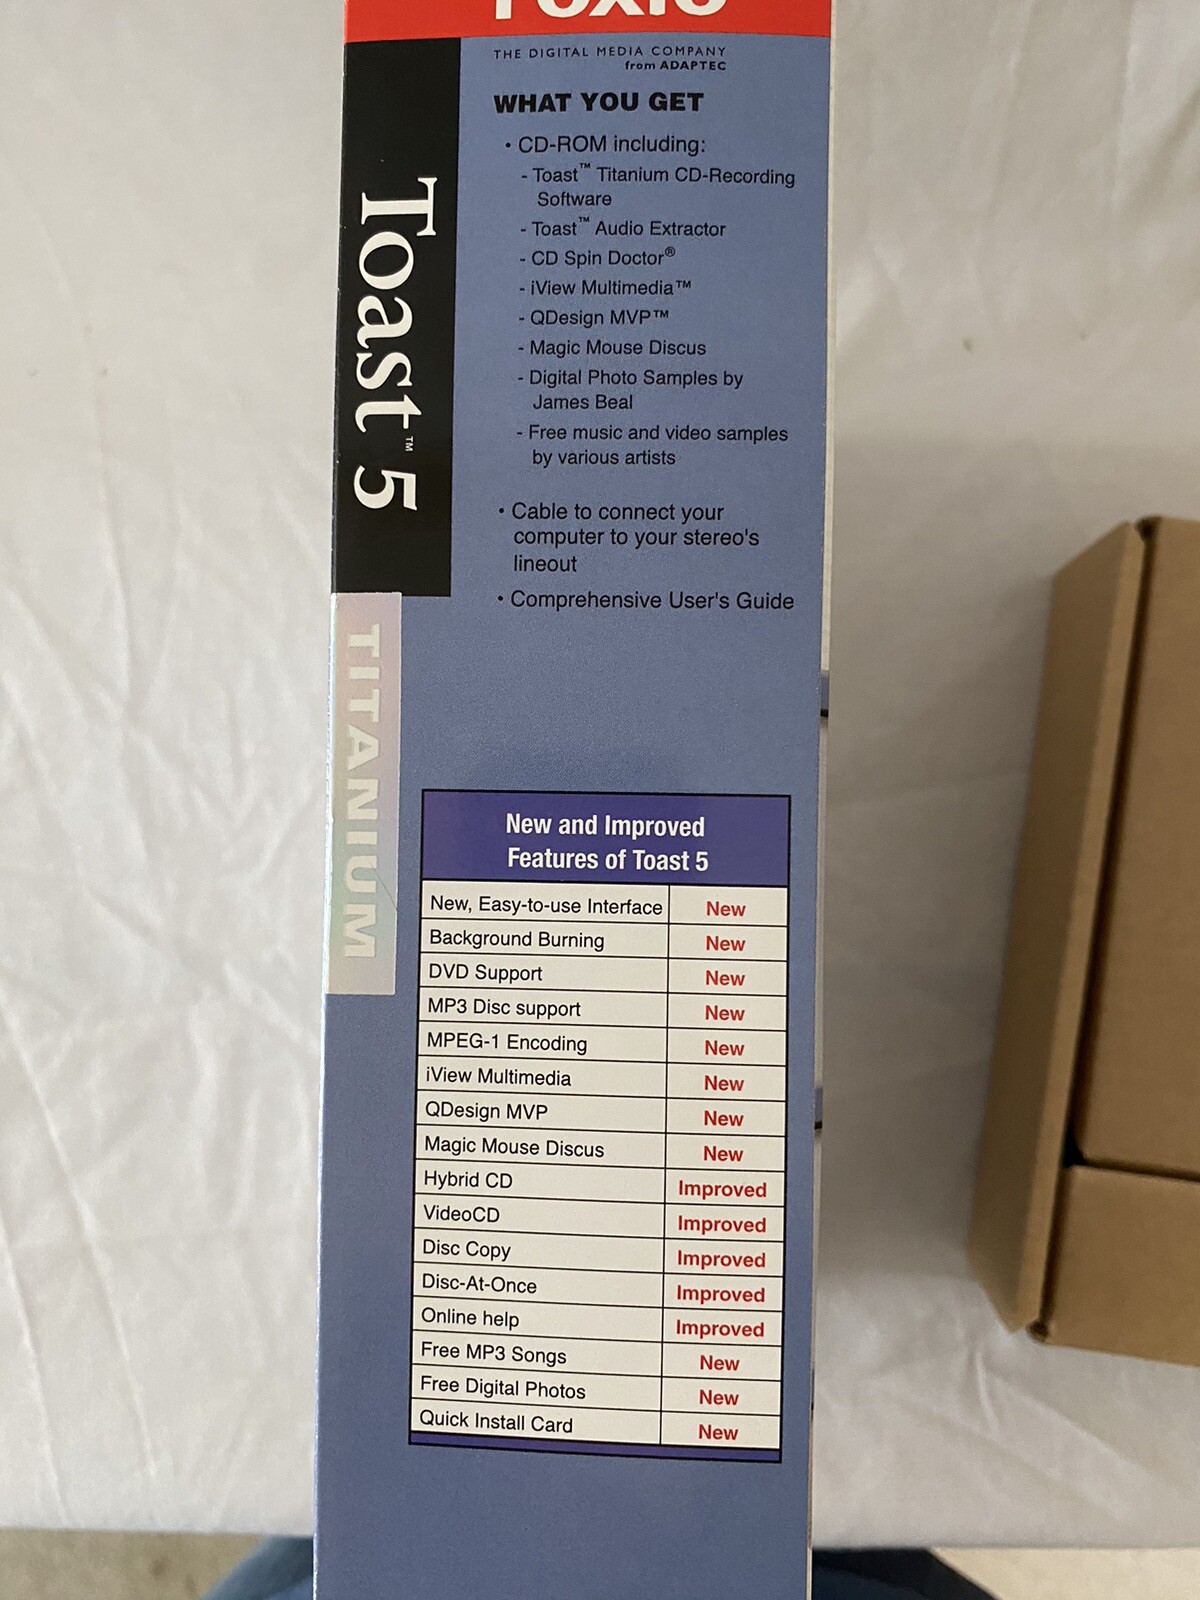 Roxio
THE DIGITAL MEDIA COMPANY
from ADAPTEC
WHAT YOU GET
• CD-ROM including:
- Toast™ Titanium CD-Recording
Software
- Toast™ Audio Extractor
- CD Spin Doctor®
- iView Multimedia™
- QDesign MVP™
- Magic Mouse Discus
- Digital Photo Samples by
James Beal
- Free music and video samples
by various artists
• Cable to connect your
computer to your stereo's
lineout
• Comprehensive User's Guide
Toast™ 5
TITANIUM
New and Improved
Features of Toast 5
New, Easy-to-use Interface New
Background Burning New
DVD Support New
MP3 Disc support New
MPEG-1 Encoding New
iView Multimedia New
QDesign MVP New
Magic Mouse Discus New
Hybrid CD Improved
VideoCD Improved
Disc Copy Improved
Disc-At-Once Improved
Online help Improved
Free MP3 Songs New
Free Digital Photos New
Quick Install Card New